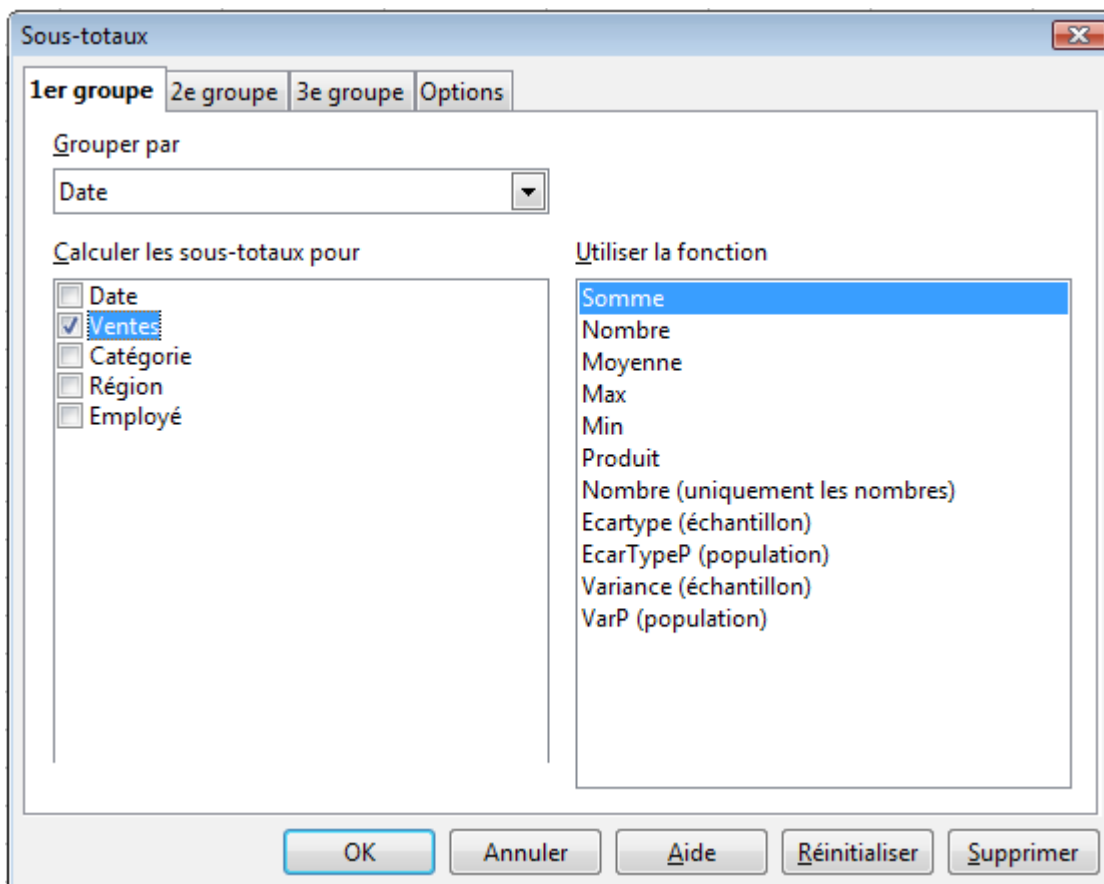 Sous-totaux
1er groupe 2e groupe 3e groupe Options
Grouper par
Date
Calculer les sous-totaux pour
Date
Ventes
Catégorie
Région
Employé
Utiliser la fonction
Somme
Nombre
Moyenne
Max
Min
Produit
Nombre (uniquement les nombres)
Ecartype (échantillon)
EcarTypeP (population)
Variance (échantillon)
VarP (population)
OK Annuler Aide Réinitialiser Supprimer